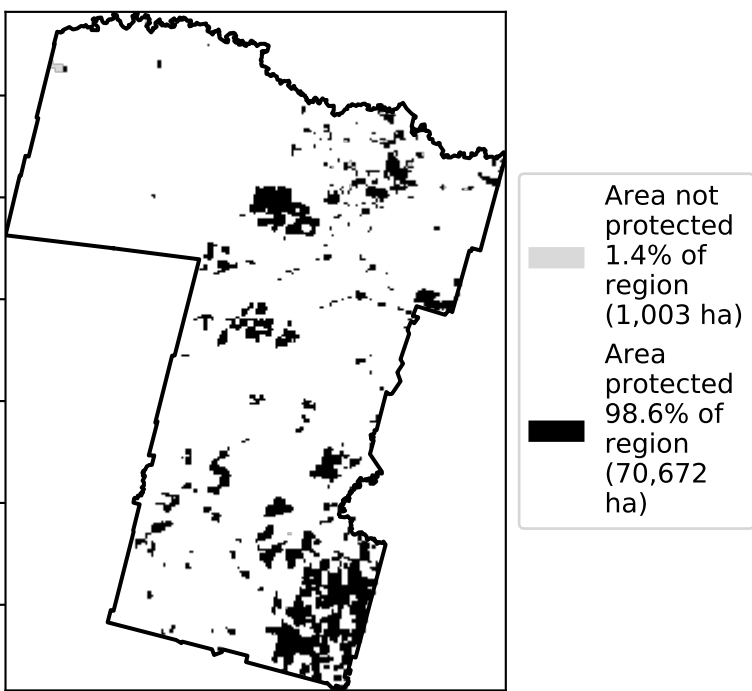 Area not
protected
1.4% of
region
(1,003 ha)
Area
protected
98.6% of
region
(70,672
ha)